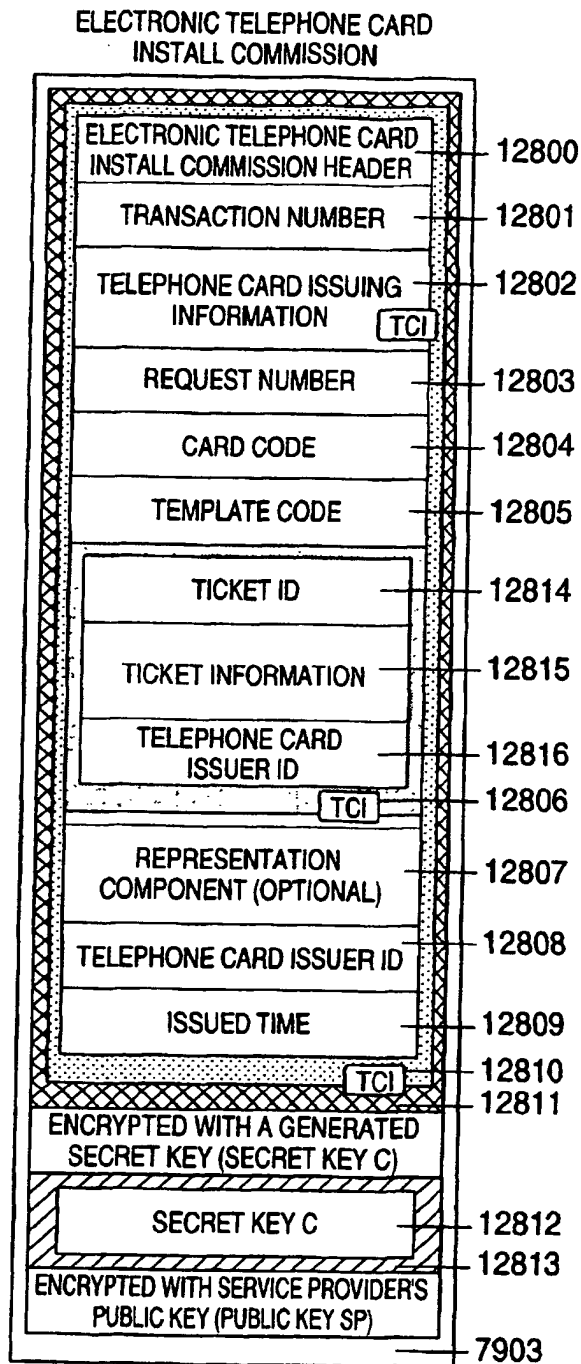 ELECTRONIC TELEPHONE CARD
INSTALL COMMISSION
ELECTRONIC TELEPHONE CARD
INSTALL COMMISSION HEADER
12800
TRANSACTION NUMBER
12801
TELEPHONE CARD ISSUING
INFORMATION
12802
TCI
REQUEST NUMBER
12803
CARD CODE
12804
TEMPLATE CODE
12805
TICKET ID
12814
TICKET INFORMATION
12815
TELEPHONE CARD
ISSUER ID
12816
TCI
12806
REPRESENTATION
COMPONENT (OPTIONAL)
12807
TELEPHONE CARD ISSUER ID
12808
ISSUED TIME
12809
TCI
12810
12811
ENCRYPTED WITH A GENERATED
SECRET KEY (SECRET KEY C)
SECRET KEY C
12812
12813
ENCRYPTED WITH SERVICE PROVIDER'S
PUBLIC KEY (PUBLIC KEY SP)
7903